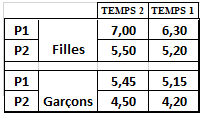 TEMPS 2 TEMPS 1
P1 7,00 6,30
P2 Filles 5,50 5,20
P1 5,45 5,15
P2 Garçons 4,50 4,20